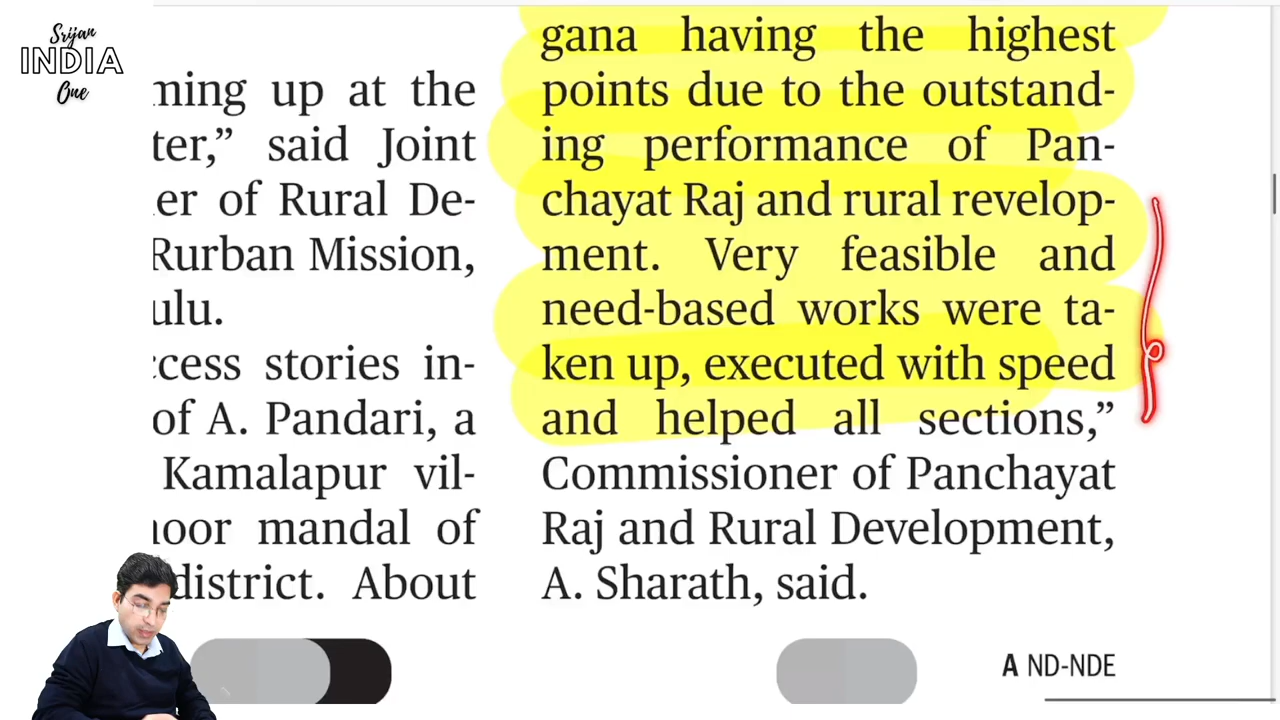 Srijan
INDIA
One
ming up at the
ter,” said Joint
er of Rural De-
Rurban Mission,
ulu.
ccess stories in-
of A. Pandari, a
Kamalapur vil-
oor mandal of
district. About
gana having the highest
points due to the outstand-
ing performance of Pan-
chayat Raj and rural revelop-
ment. Very feasible and
need-based works were ta-
ken up, executed with speed
and helped all sections,”
Commissioner of Panchayat
Raj and Rural Development,
A. Sharath, said.
A ND-NDE